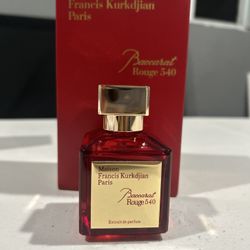 Francis Kurkdjian
Paris
Baccarat
Rouge 540
Maison
Francis Kurkdjian
Paris
Baccarat
Rouge 540
Extrait de parfum